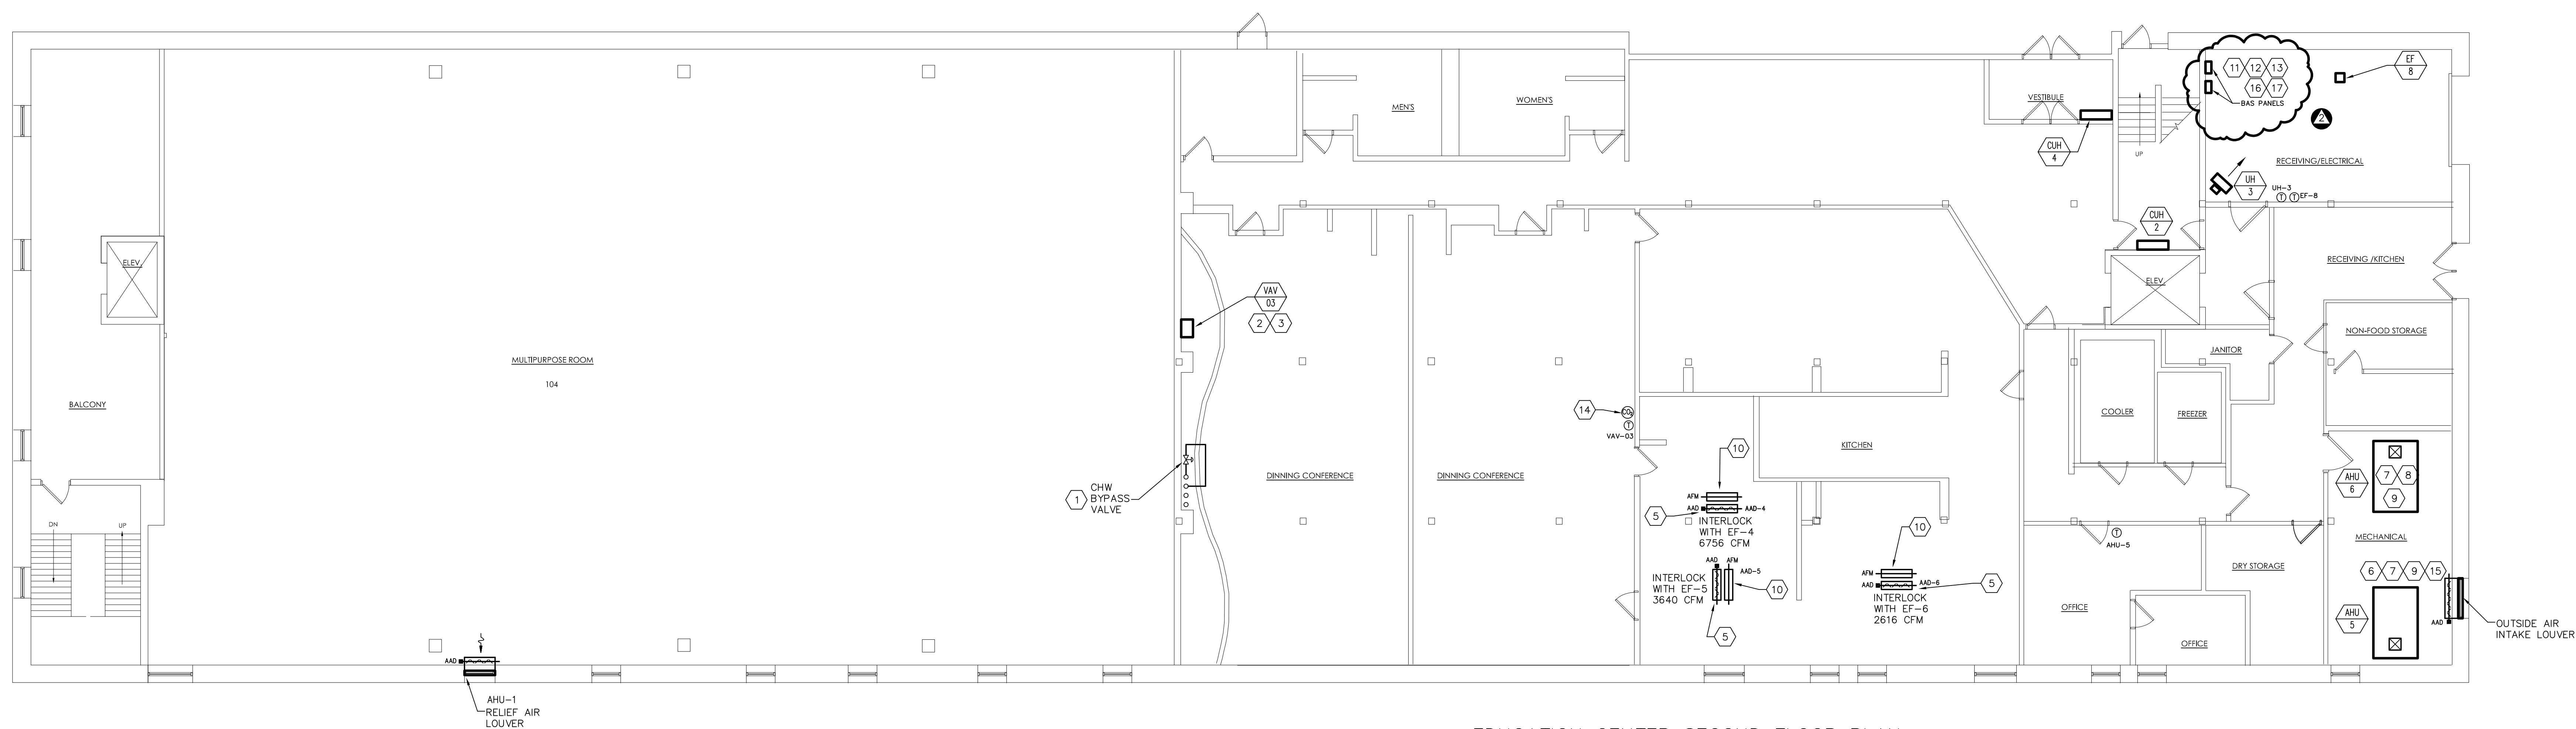 EF
8
11 12 13
16 17
BAS PANELS
2
MEN'S
WOMEN'S
VESTIBULE
CUH
4
UP
RECEIVING/ELECTRICAL
UH
3
UH-3
T T EF-8
CUH
2
ELEV.
ELEV.
RECEIVING /KITCHEN
VAV
03
2 3
NON-FOOD STORAGE
JANITOR
MULTIPURPOSE ROOM
104
BALCONY
COOLER
FREEZER
14
CO2
T
VAV-03
KITCHEN
10
DINNING CONFERENCE
DINNING CONFERENCE
AHU
6
7 8
9
1
CHW
BYPASS
VALVE
AFM
AAD
AAD-4
5
INTERLOCK
WITH EF-4
6756 CFM
10
DN
UP
T
AHU-5
MECHANICAL
AAD
AFM
AAD-5
INTERLOCK
WITH EF-5
3640 CFM
10
5
AFM
AAD
AAD-6
5
INTERLOCK
WITH EF-6
2616 CFM
DRY STORAGE
6 7 9 15
OFFICE
AHU
5
AAD
OUTSIDE AIR
INTAKE LOUVER
OFFICE
AAD
AHU-1
RELIEF AIR
LOUVER